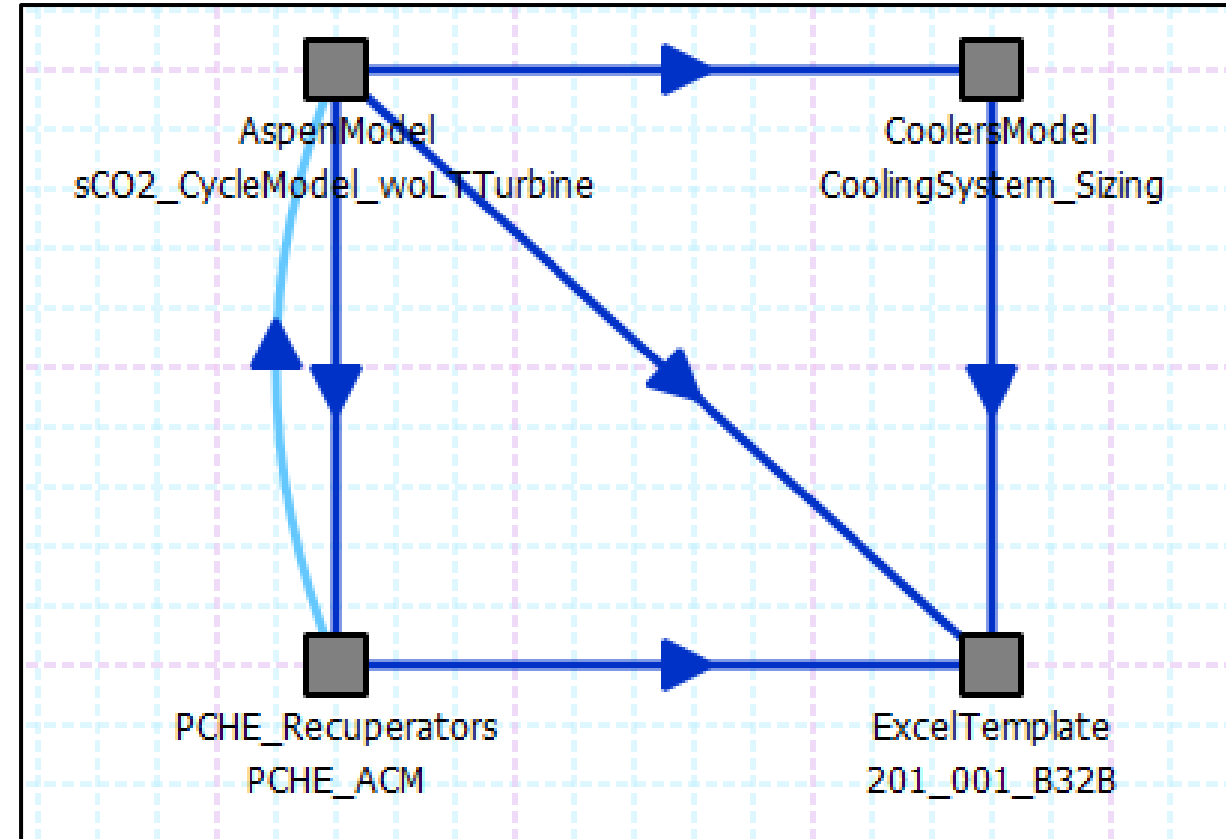 AspenModel
sCO2_CycleModel_woLTTurbine
CoolersModel
CoolingSystem_Sizing
PCHE_Recuperators
PCHE_ACM
ExcelTemplate
201_001_B32B